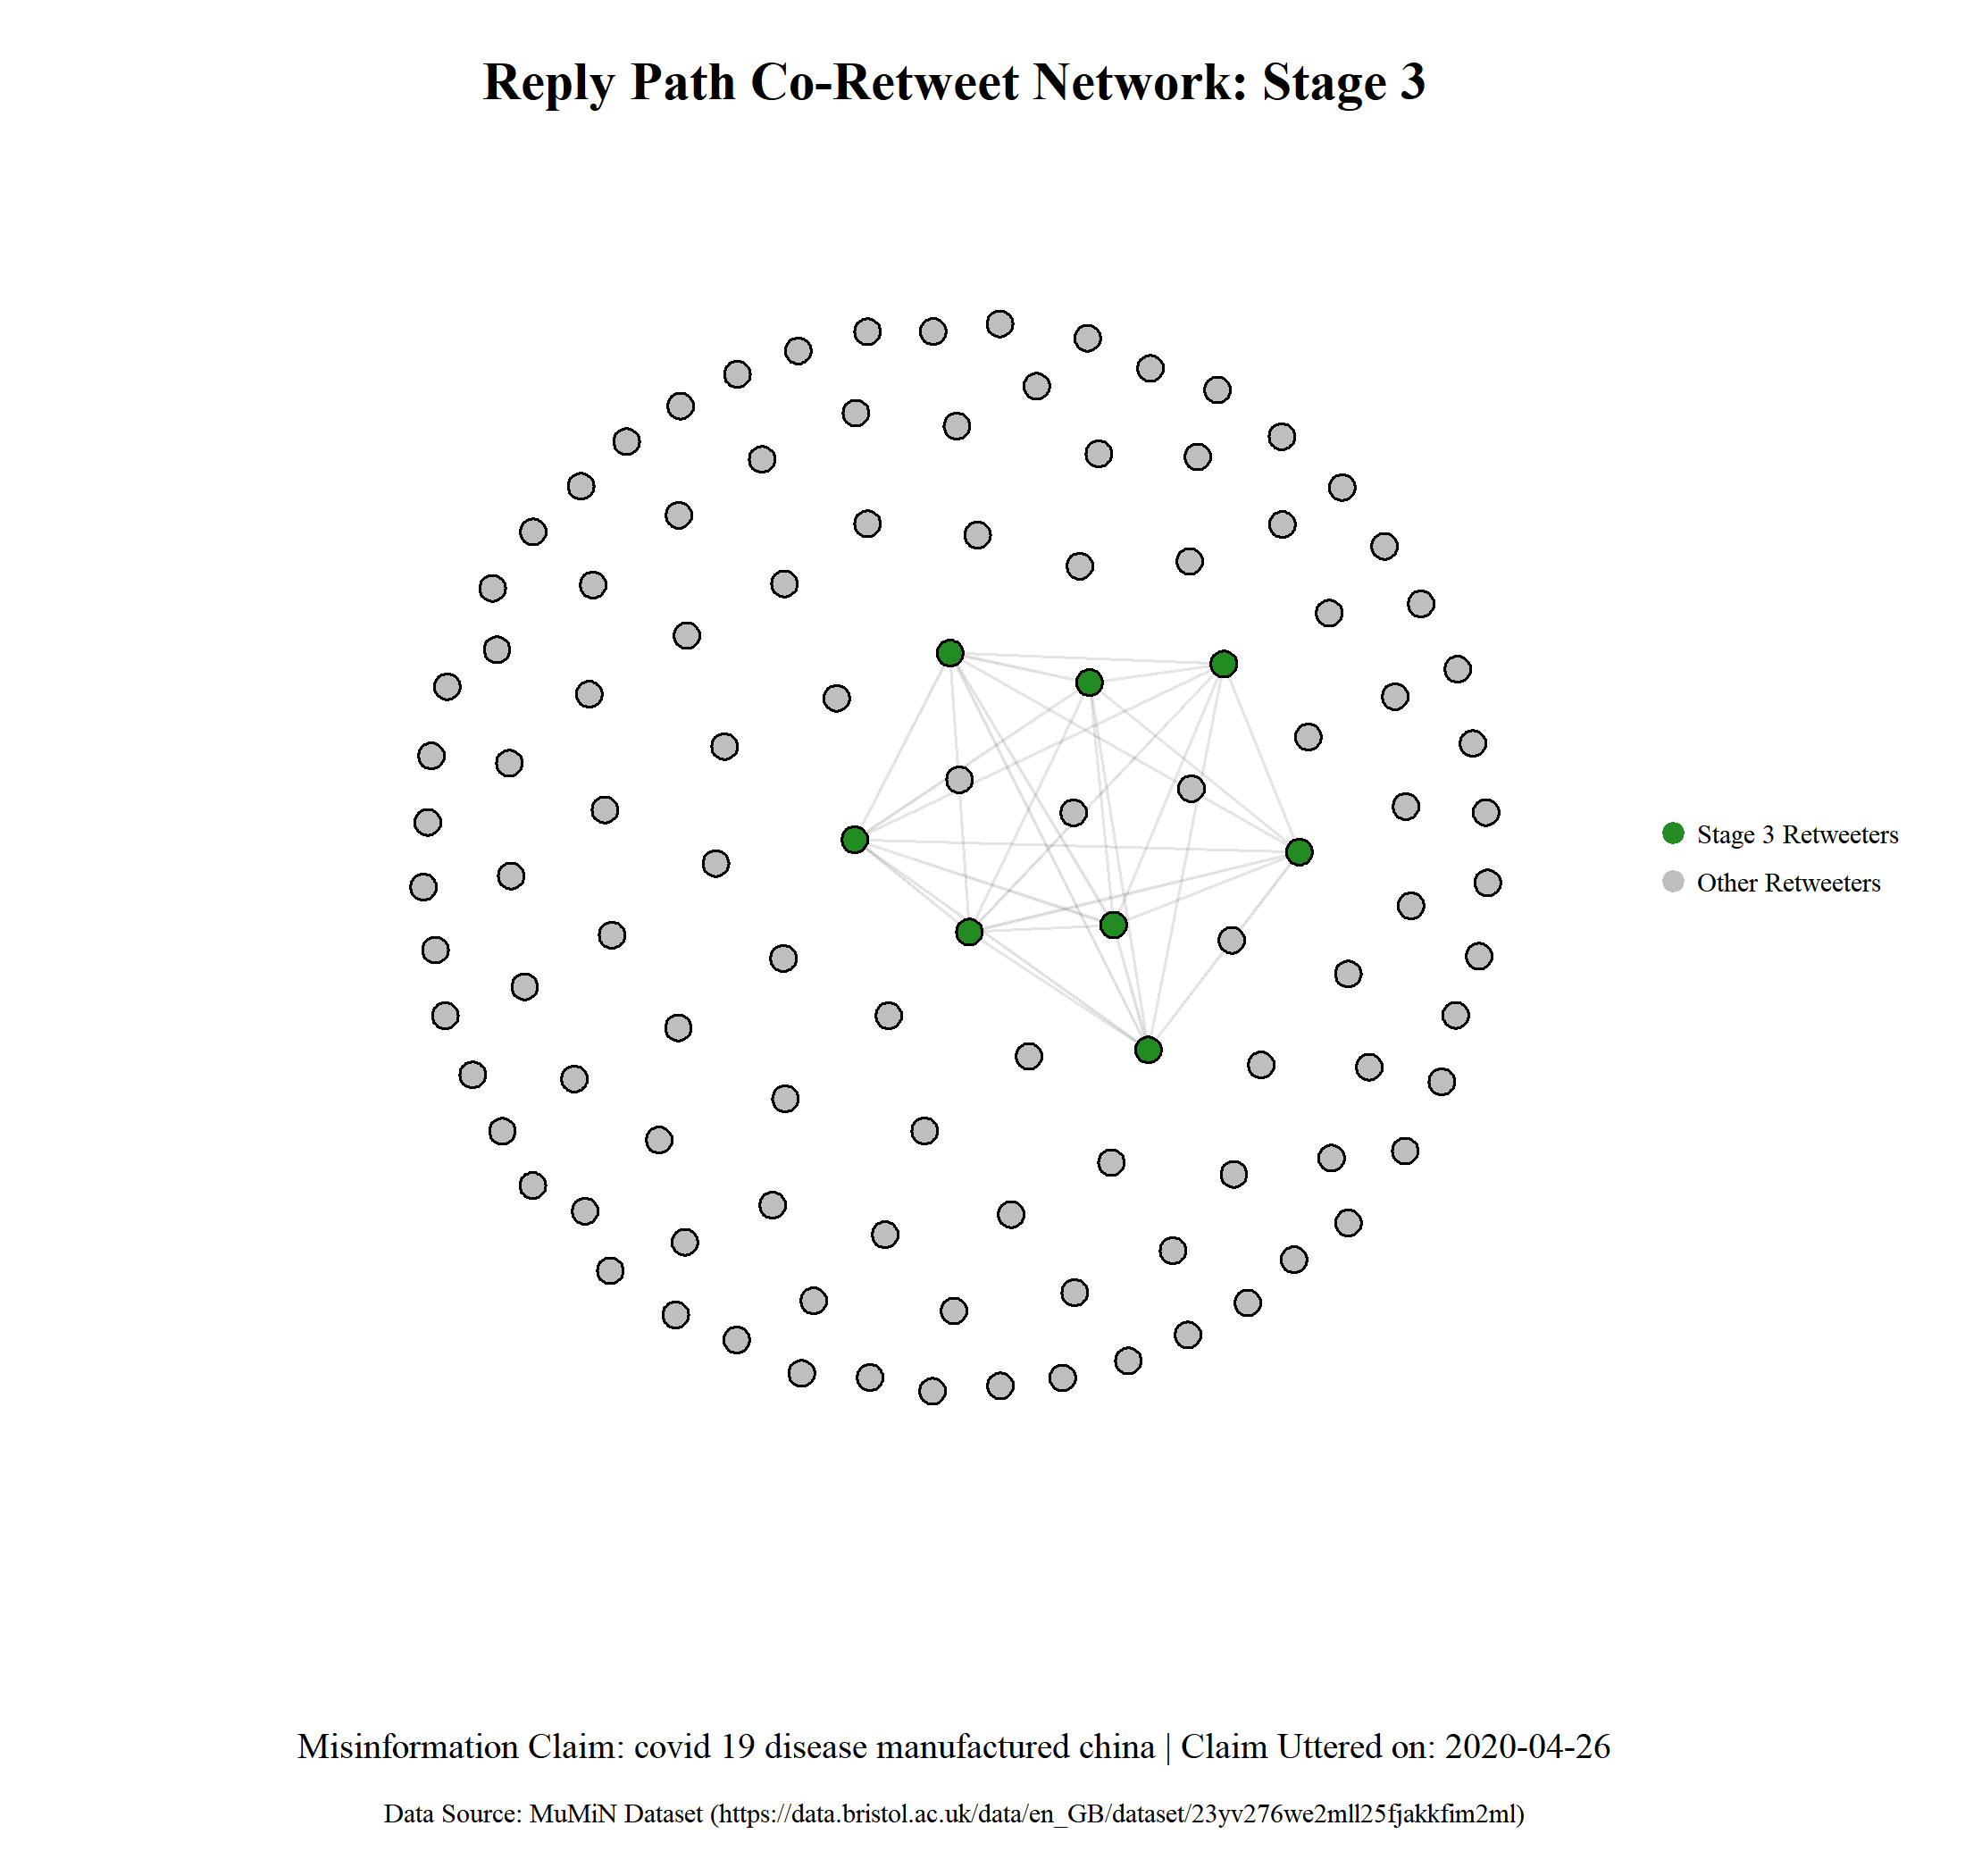 Reply Path Co-Retweet Network: Stage 3
Stage 3 Retweeters
Other Retweeters
Misinformation Claim: covid 19 disease manufactured china | Claim Uttered on: 2020-04-26
Data Source: MuMiN Dataset (https://data.bristol.ac.uk/data/en_GB/dataset/23yv276we2mll25fjakkfim2ml)